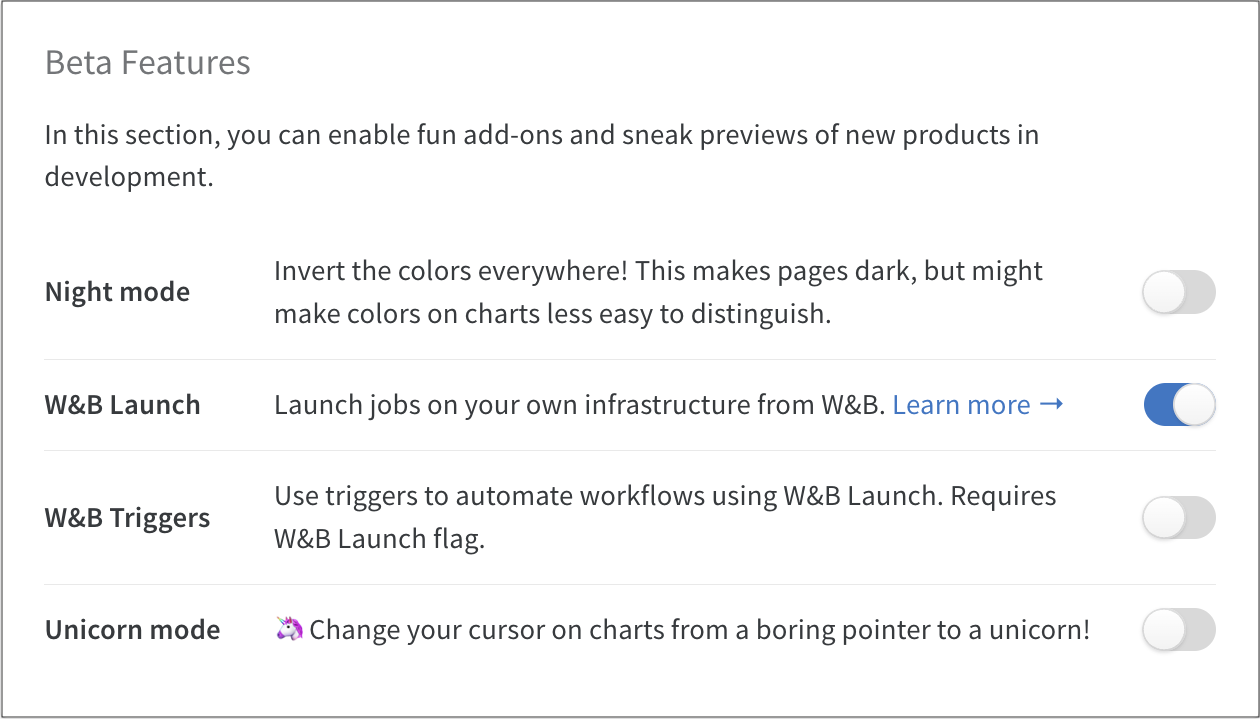 Beta Features
In this section, you can enable fun add-ons and sneak previews of new products in
development.
Night mode
Invert the colors everywhere! This makes pages dark, but might
make colors on charts less easy to distinguish.
W&B Launch
Launch jobs on your own infrastructure from W&B. Learn more →
W&B Triggers
Use triggers to automate workflows using W&B Launch. Requires
W&B Launch flag.
Unicorn mode
🦄 Change your cursor on charts from a boring pointer to a unicorn!